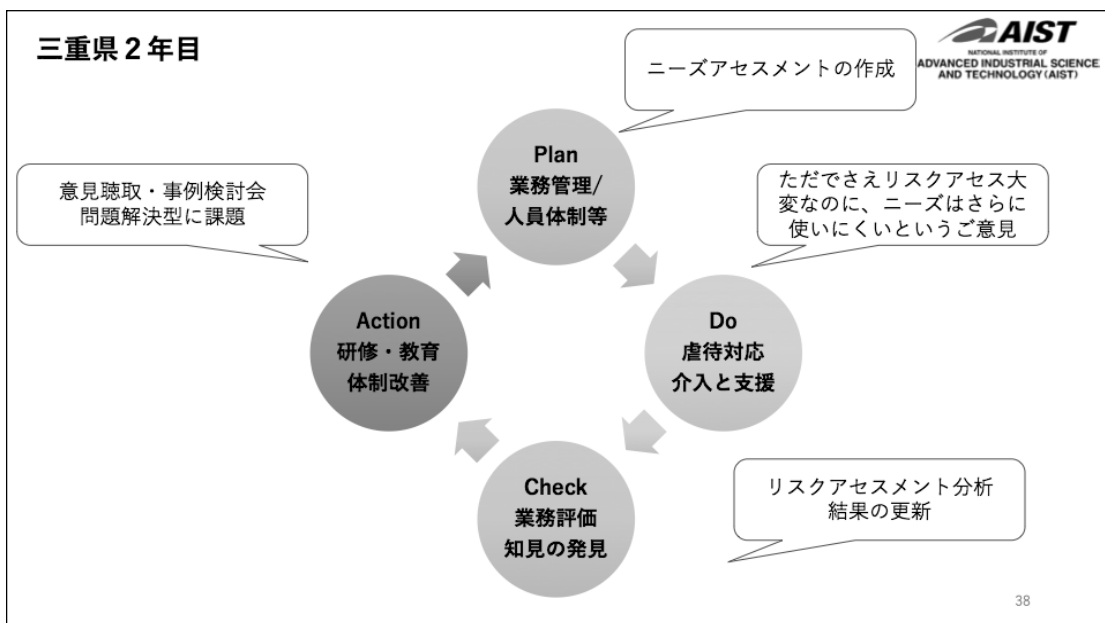 三重県２年目
AIST
NATIONAL INSTITUTE OF
ADVANCED INDUSTRIAL SCIENCE
AND TECHNOLOGY (AIST)
ニーズアセスメントの作成
Plan
業務管理/
人員体制等
意見聴取・事例検討会
問題解決型に課題
ただでさえリスクアセス大
変なのに、ニーズはさらに
使いにくいというご意見
Action
研修・教育
体制改善
Do
虐待対応
介入と支援
Check
業務評価
知見の発見
リスクアセスメント分析
結果の更新
38